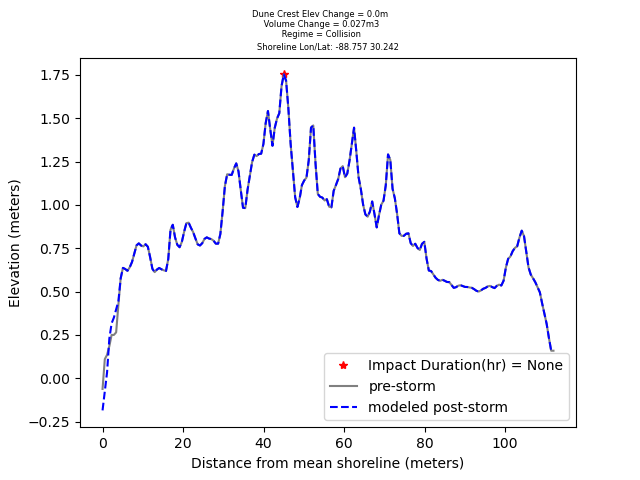 Dune Crest Elev Change = 0.0m
Volume Change = 0.027m3
Regime = Collision
Shoreline Lon/Lat: -88.757 30.242
1.75
1.50
1.25
1.00
0.75
0.50
0.25
0.00
−0.25
Elevation (meters)
Impact Duration(hr) = None
pre-storm
modeled post-storm
0 20 40 60 80 100
Distance from mean shoreline (meters)